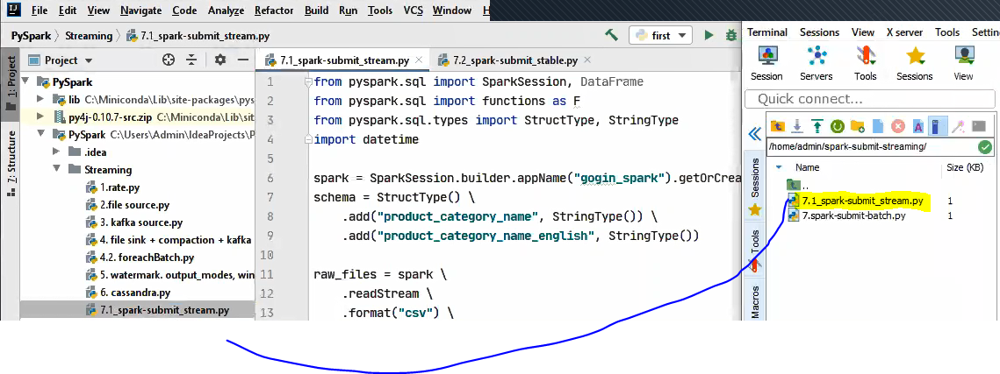 IJ File Edit View Navigate Code Analyze Refactor Build Run Tools VCS Window H
PySpark Streaming 7.1_spark-submit_stream.py first
1: Project
7: Structure
Project
PySpark
lib C:\Miniconda\Lib\site-packages\pys
py4j-0.10.7-src.zip C:\Miniconda\Lib\sit
PySpark C:\Users\Admin\IdeaProjects\P
.idea
Streaming
1.rate.py
2.file source.py
3. kafka source.py
4. file sink + compaction + kafka
4.2. foreachBatch.py
5. watermark. output_modes, win
6. cassandra.py
7.1_spark-submit_stream.py
7.1_spark-submit_stream.py 7.2_spark-submit_stable.py
1 from pyspark.sql import SparkSession, DataFrame
2 from pyspark.sql import functions as F
3 from pyspark.sql.types import StructType, StringType
4 import datetime
5
6 spark = SparkSession.builder.appName("gogin_spark").getOrCrea
7 schema = StructType() \
8 .add("product_category_name", StringType()) \
9 .add("product_category_name_english", StringType())
10
11 raw_files = spark \
12 .readStream \
13 .format("csv") \
Terminal Sessions View X server Tools Settin
Session Servers Tools Sessions View
Quick connect...
Sessions
Tools
Macros
/home/admin/spark-submit-streaming/
Name Size (KB)
..
7.1_spark-submit_stream.py 1
7.spark-submit-batch.py 1